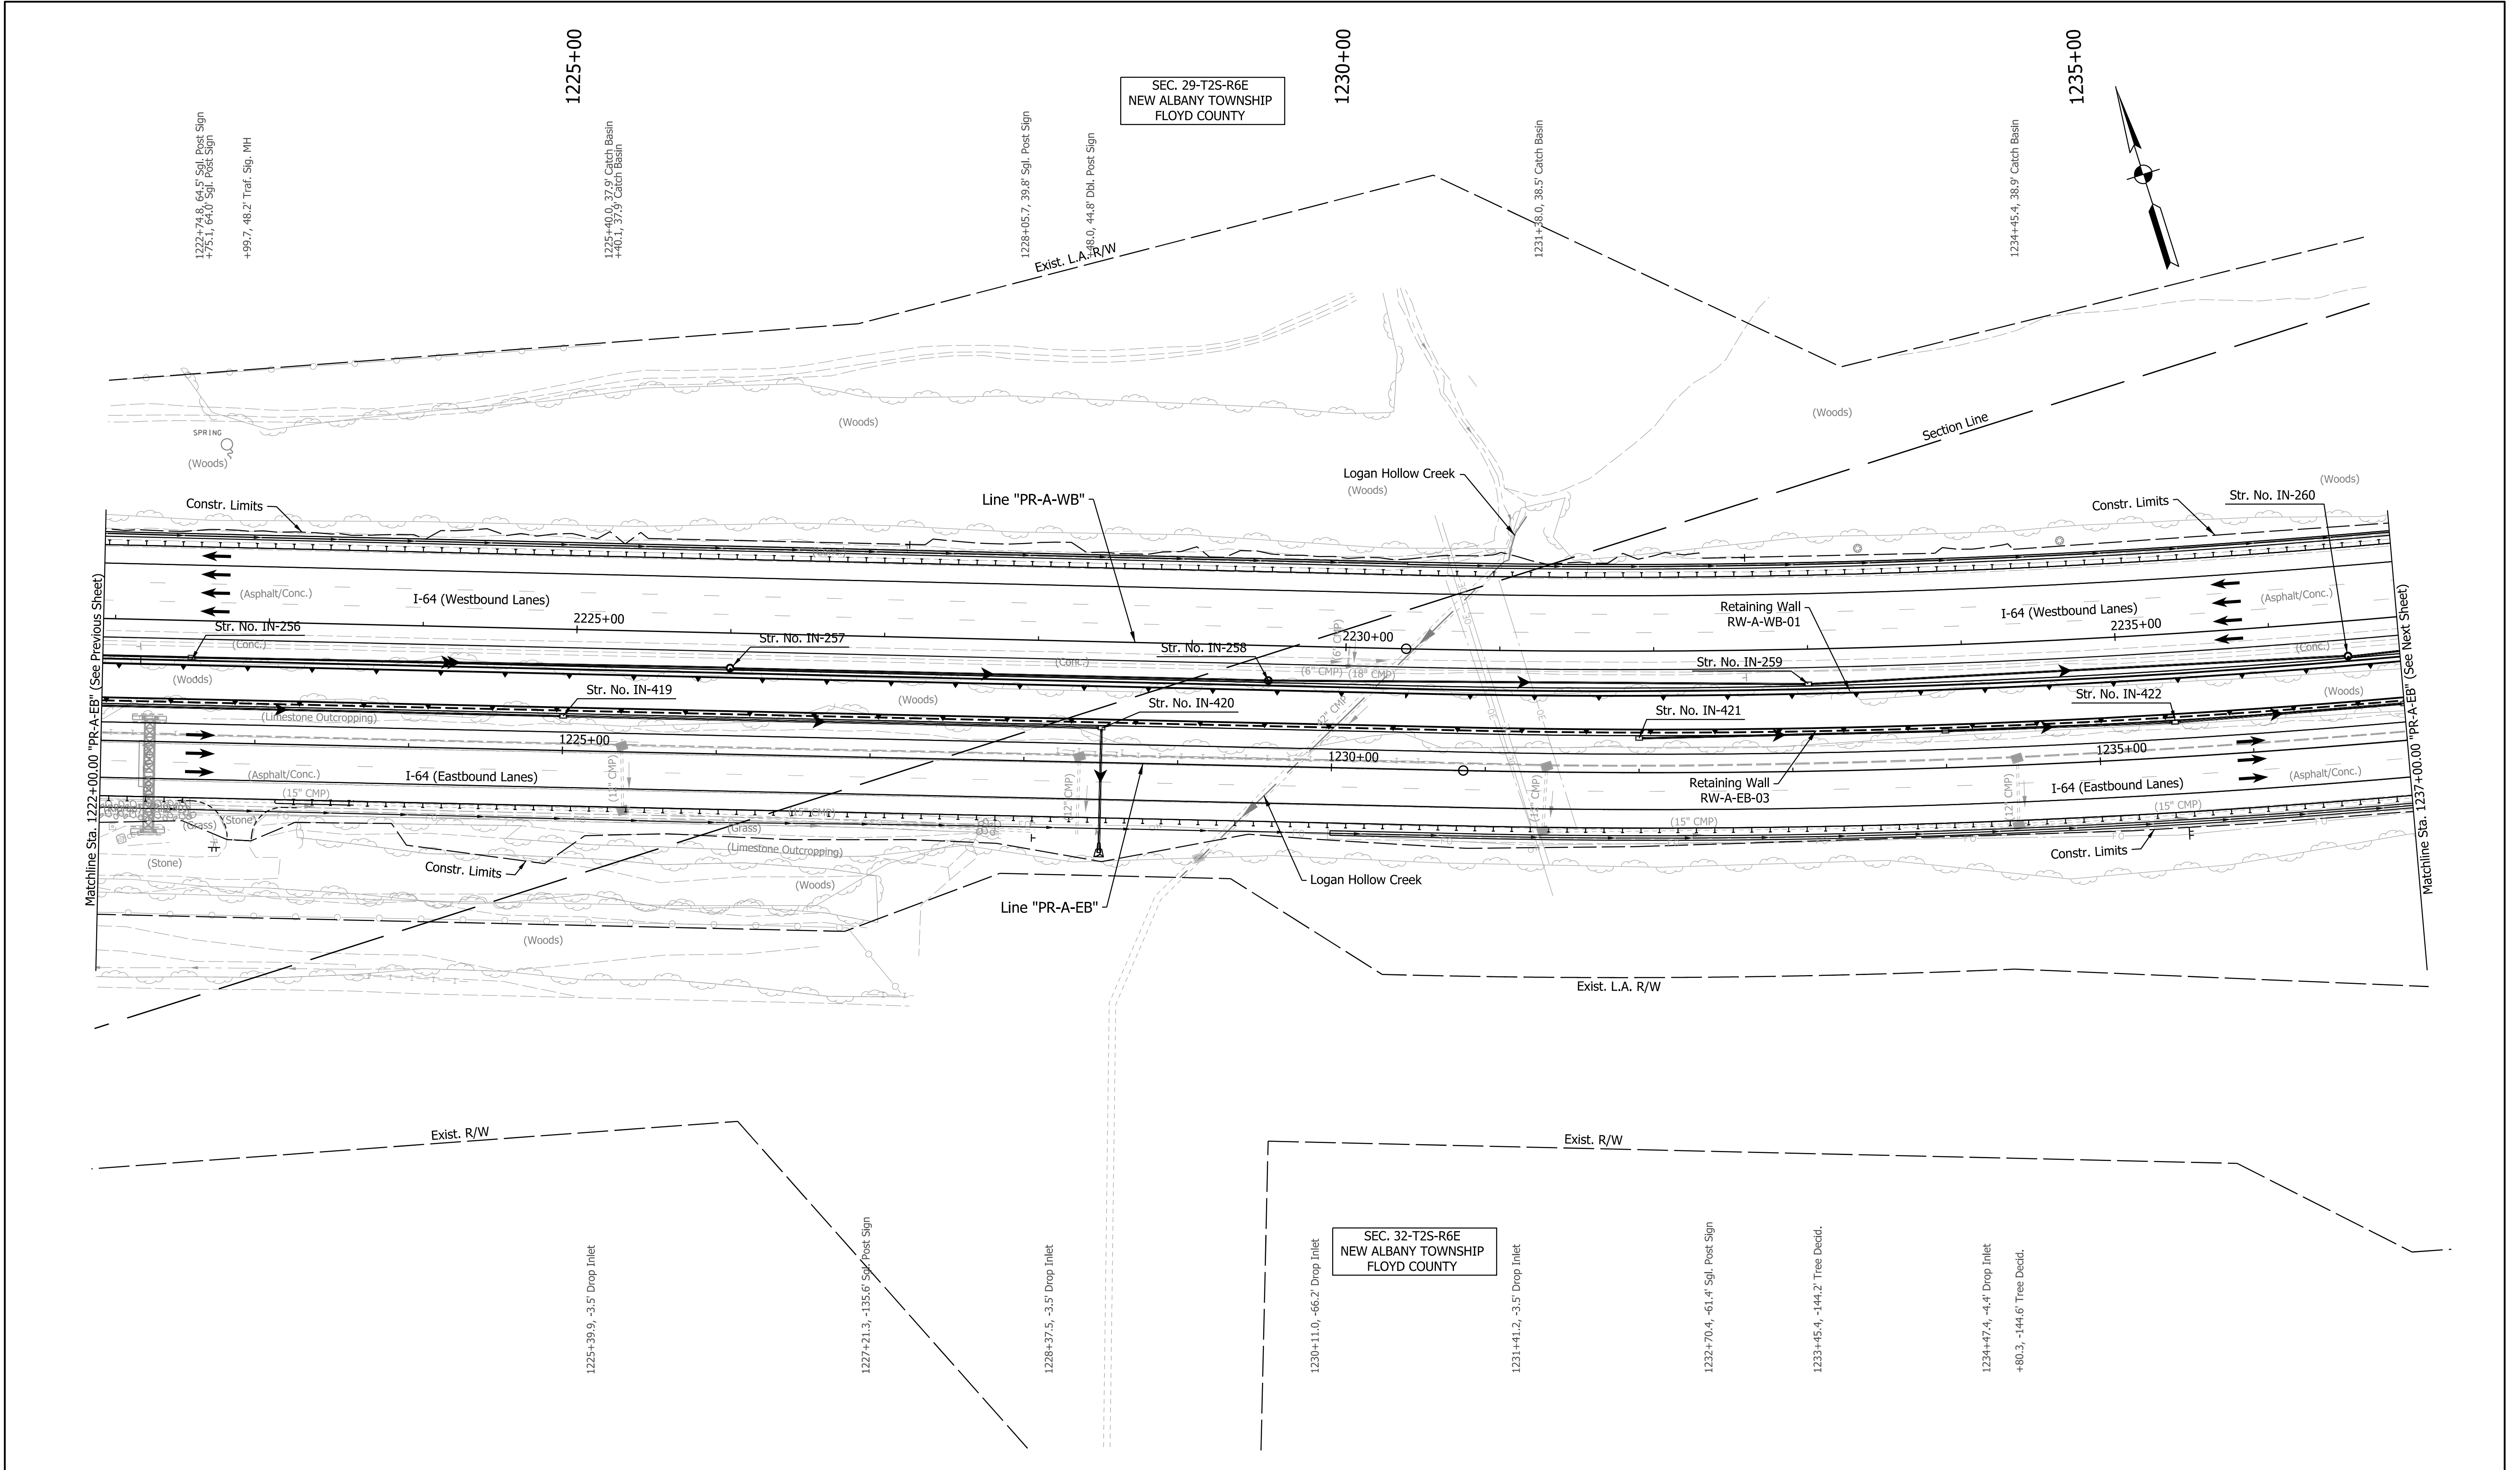 1225+00
1230+00
1235+00
SEC. 29-T2S-R6E
NEW ALBANY TOWNSHIP
FLOYD COUNTY
1222+74.8, 64.5' Sgl. Post Sign
+75.1, 64.0' Sgl. Post Sign
+99.7, 48.2' Traf. Sig. MH
1225+40.0, 37.9' Catch Basin
+40.1, 37.9' Catch Basin
1228+05.7, 39.8' Sgl. Post Sign
+48.0, 44.8' Dbl. Post Sign
1231+38.0, 38.5' Catch Basin
1234+45.4, 38.9' Catch Basin
Exist. L.A. R/W
(Woods)
(Woods)
SPRING
(Woods)
Section Line
Logan Hollow Creek
(Woods)
(Woods)
Constr. Limits
Line "PR-A-WB"
Constr. Limits
Str. No. IN-260
Matchline Sta. 1222+00.00 "PR-A-EB" (See Previous Sheet)
(Asphalt/Conc.)
I-64 (Westbound Lanes)
2225+00
Str. No. IN-256
(Conc.)
Str. No. IN-257
(Conc.)
Str. No. IN-258
2230+00
(6" CMP)
(6" CMP)
(18" CMP)
Retaining Wall
RW-A-WB-01
Str. No. IN-259
I-64 (Westbound Lanes)
2235+00
(Asphalt/Conc.)
(Conc.)
Matchline Sta. 1237+00.00 "PR-A-EB" (See Next Sheet)
(Woods)
Str. No. IN-419
(Woods)
Str. No. IN-420
42" CMP
Str. No. IN-421
Str. No. IN-422
(Woods)
(Limestone Outcropping)
1225+00
1230+00
1235+00
(Asphalt/Conc.)
I-64 (Eastbound Lanes)
(12" CMP)
(12" CMP)
(12" CMP)
Retaining Wall
RW-A-EB-03
(12" CMP)
I-64 (Eastbound Lanes)
(Asphalt/Conc.)
(15" CMP)
(15" CMP)
(15" CMP)
(15" CMP)
(Grass)
(Stone)
(Grass)
(Stone)
(Limestone Outcropping)
Constr. Limits
(Woods)
Constr. Limits
Logan Hollow Creek
Line "PR-A-EB"
(Woods)
Exist. L.A. R/W
Exist. R/W
Exist. R/W
1225+39.9, -3.5' Drop Inlet
1227+21.3, -135.6' Sgl. Post Sign
1228+37.5, -3.5' Drop Inlet
1230+11.0, -66.2' Drop Inlet
SEC. 32-T2S-R6E
NEW ALBANY TOWNSHIP
FLOYD COUNTY
1231+41.2, -3.5' Drop Inlet
1232+70.4, -61.4' Sgl. Post Sign
1233+45.4, -144.2' Tree Decid.
1234+47.4, -4.4' Drop Inlet
+80.3, -144.6' Tree Decid.